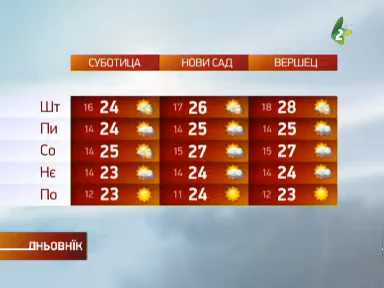 2
СУБОТИЦА НОВИ САД ВЕРШЕЦ
Шт 16 24 17 26 18 28
Пи 14 24 14 25 14 25
Со 14 25 15 27 15 27
Нє 14 23 14 24 14 24
По 12 23 11 24 12 23
ДНЬОВНЇК